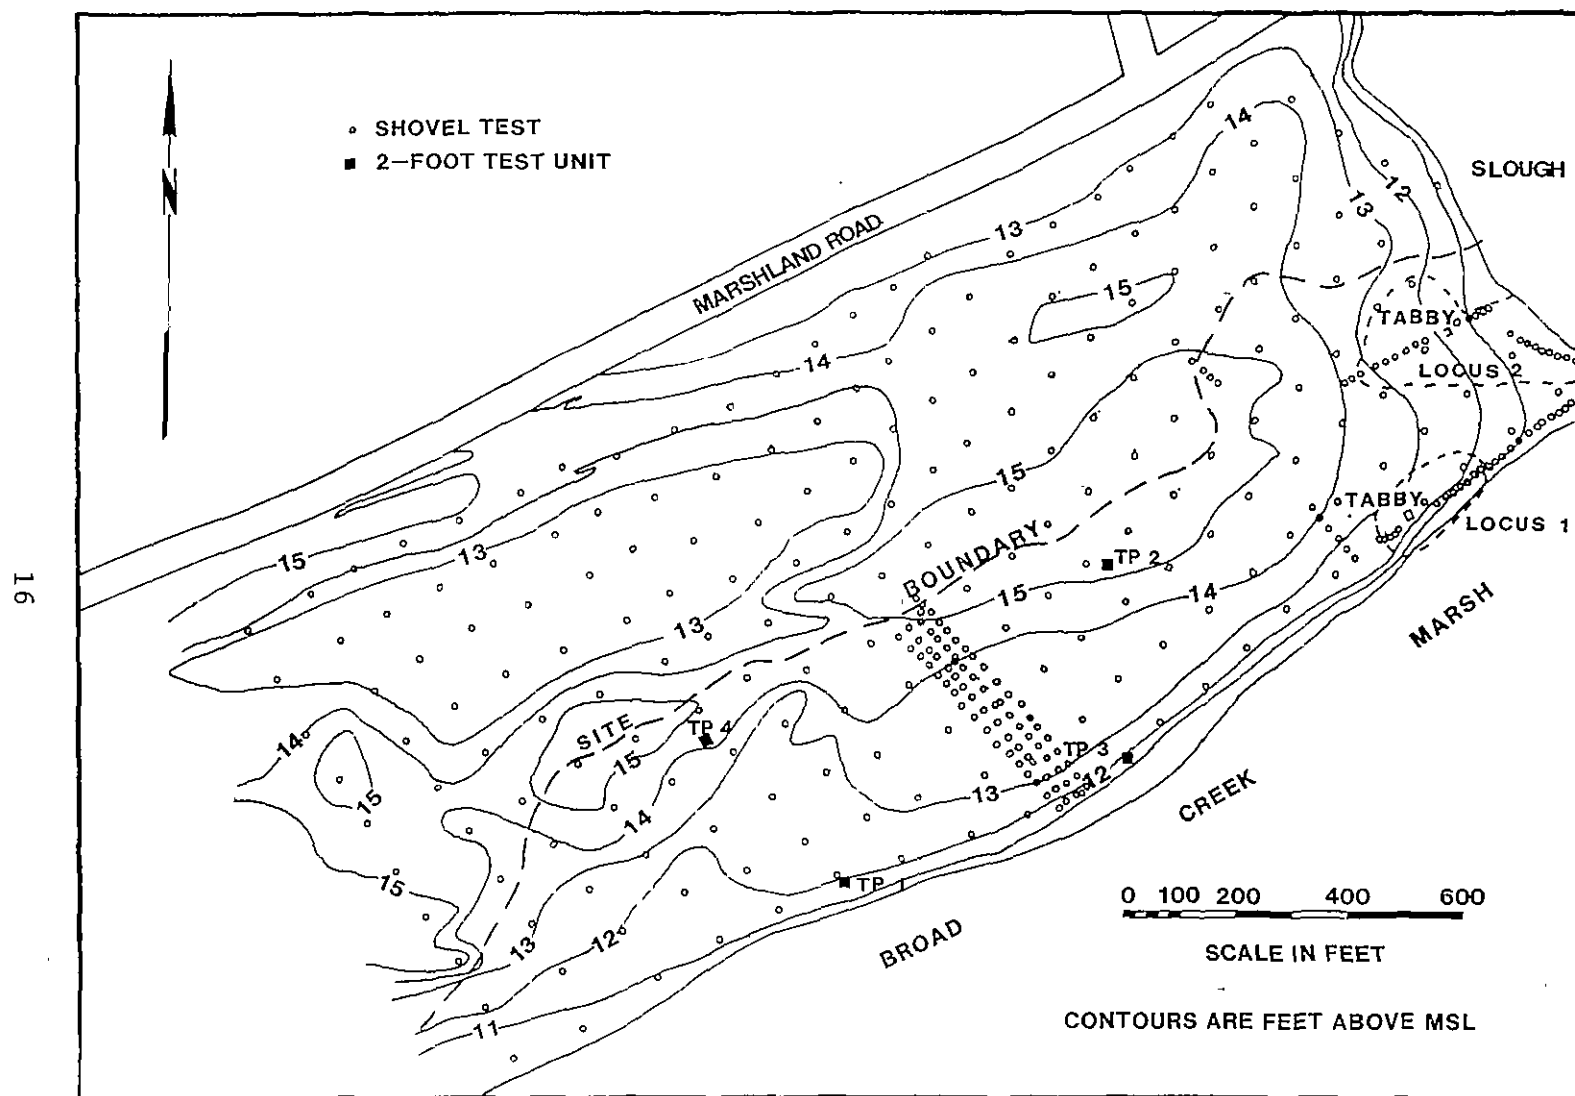 16
N
SHOVEL TEST
2-FOOT TEST UNIT
MARSHLAND ROAD
SLOUGH
14
13
12
13
15
14
TABBY
LOCUS 2
15
TABBY
LOCUS 1
15
13
BOUNDARY
TP 2
15
14
MARSH
13
SITE
TP 4
14
15
15
TP 3
12
13
CREEK
14
15
TP 1
13
12
BROAD
11
0 100 200 400 600
SCALE IN FEET
CONTOURS ARE FEET ABOVE MSL